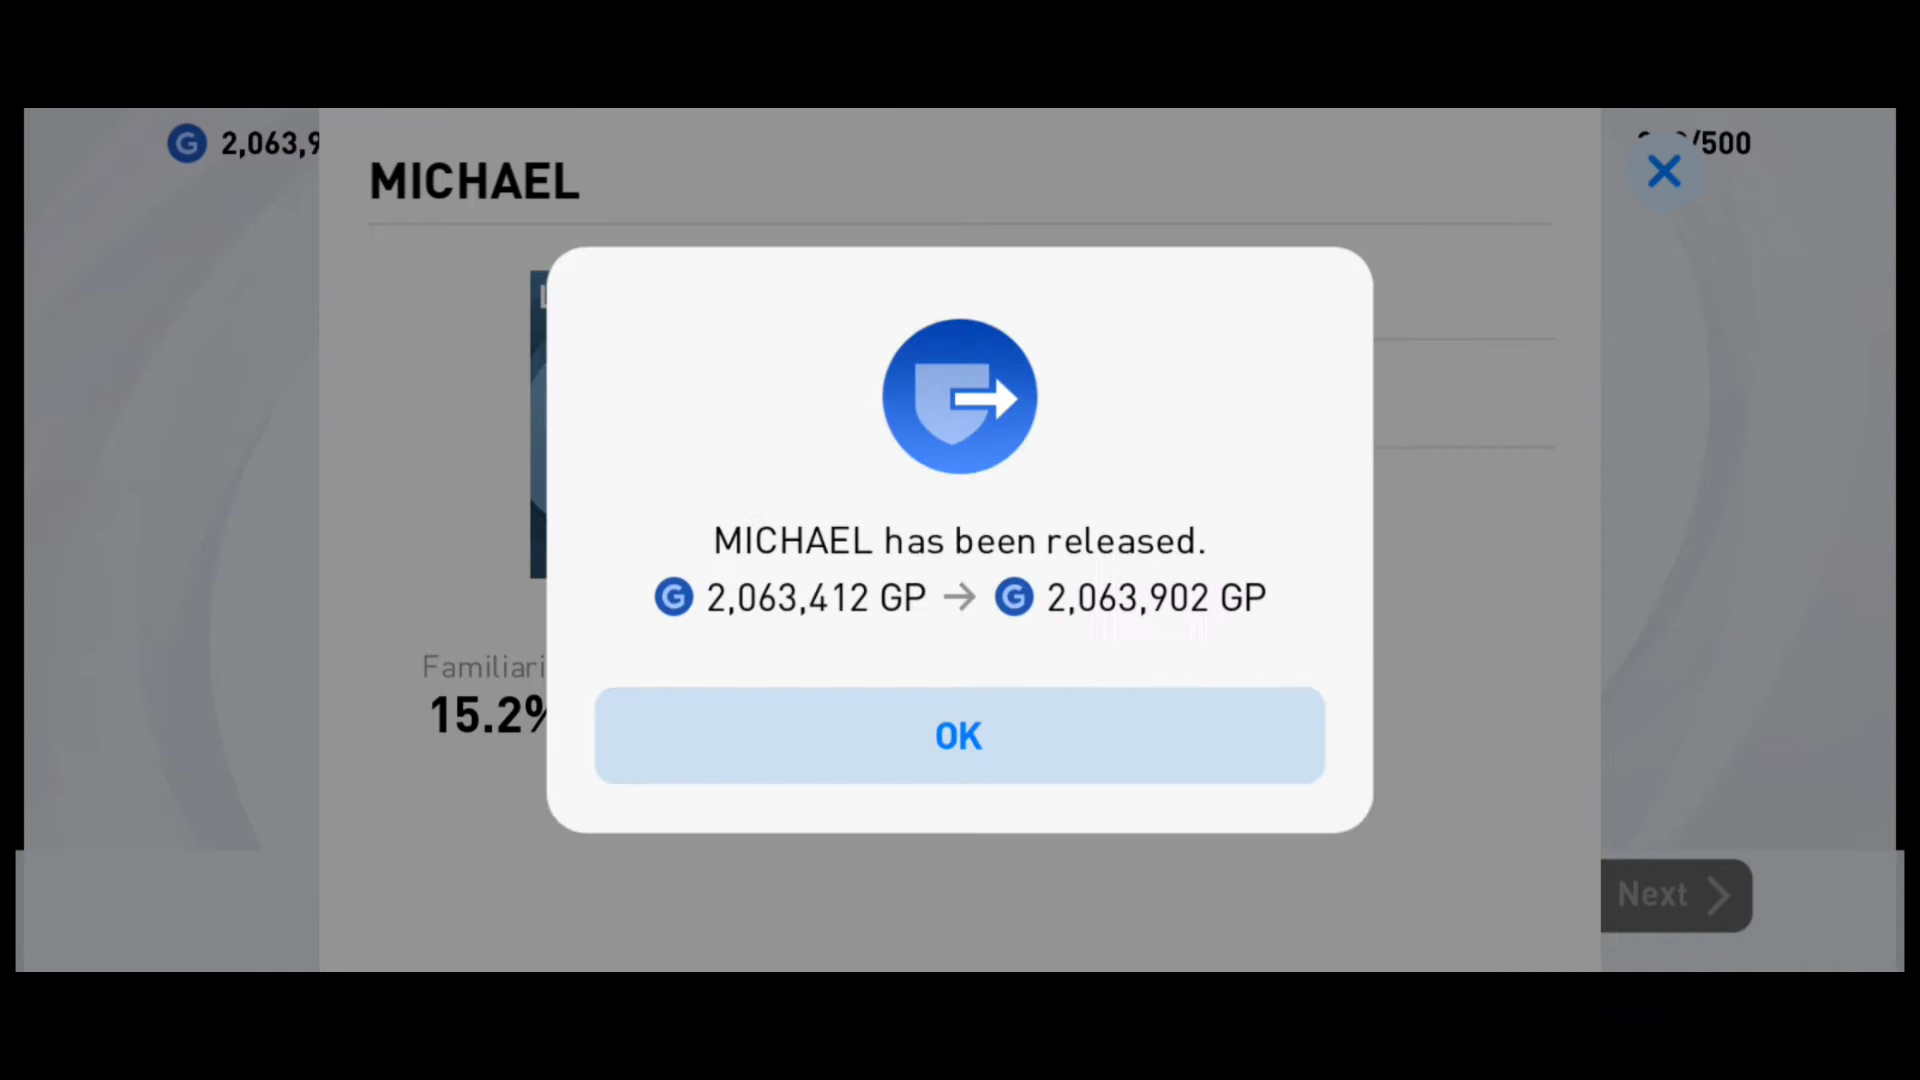 2,063,9
/500
MICHAEL
MICHAEL has been released.
G 2,063,412 GP → G 2,063,902 GP
Familiari
15.2%
OK
Next